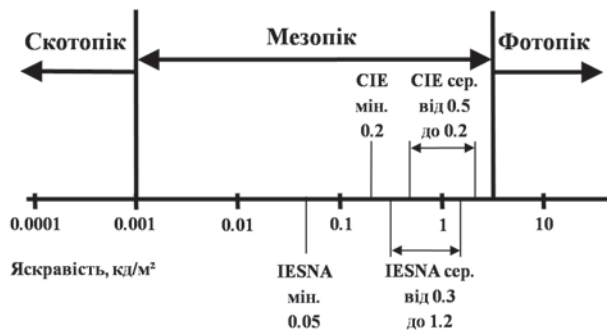 Скотопік
Мезопік
Фотопік
CIE
мін.
0.2
CIE сер.
від 0.5
до 0.2
0.0001
0.001
0.01
0.1
1
10
Яскравість, кд/м²
IESNA
мін.
0.05
IESNA сер.
від 0.3
до 1.2